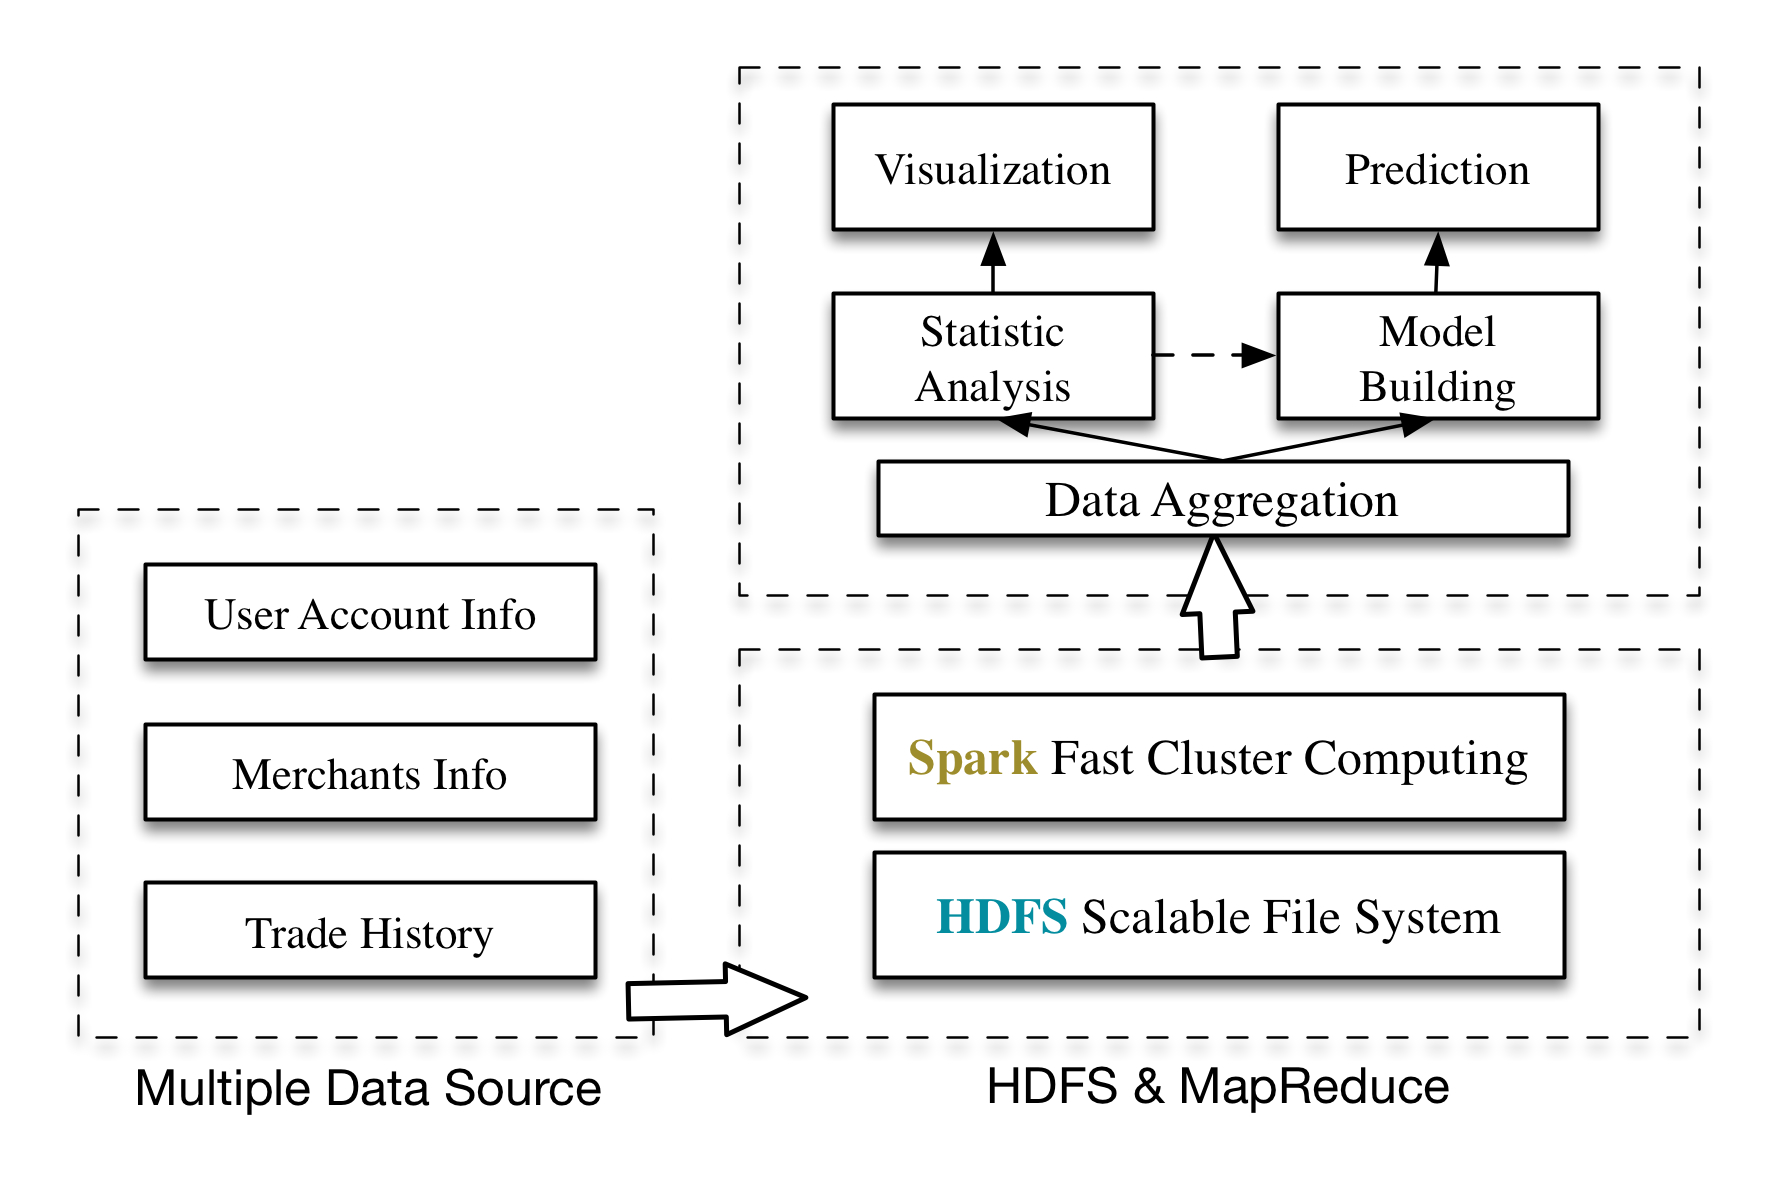 Visualization
Prediction
Statistic
Analysis
Model
Building
Data Aggregation
User Account Info
Merchants Info
Trade History
Multiple Data Source
Spark Fast Cluster Computing
HDFS Scalable File System
HDFS & MapReduce